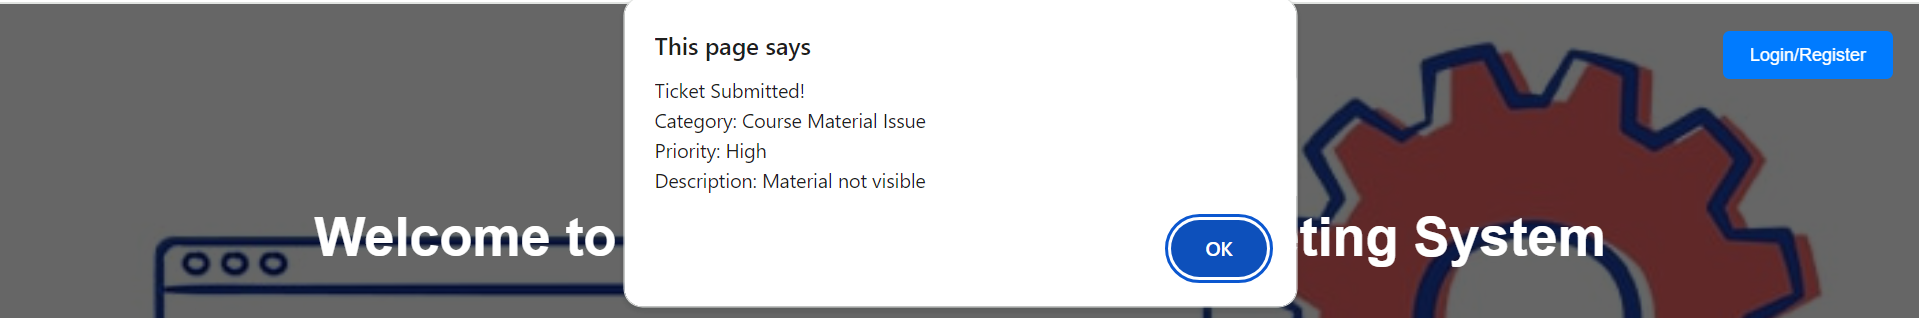 This page says
Ticket Submitted!
Category: Course Material Issue
Priority: High
Description: Material not visible
OK
Login/Register
Welcome to
ting System